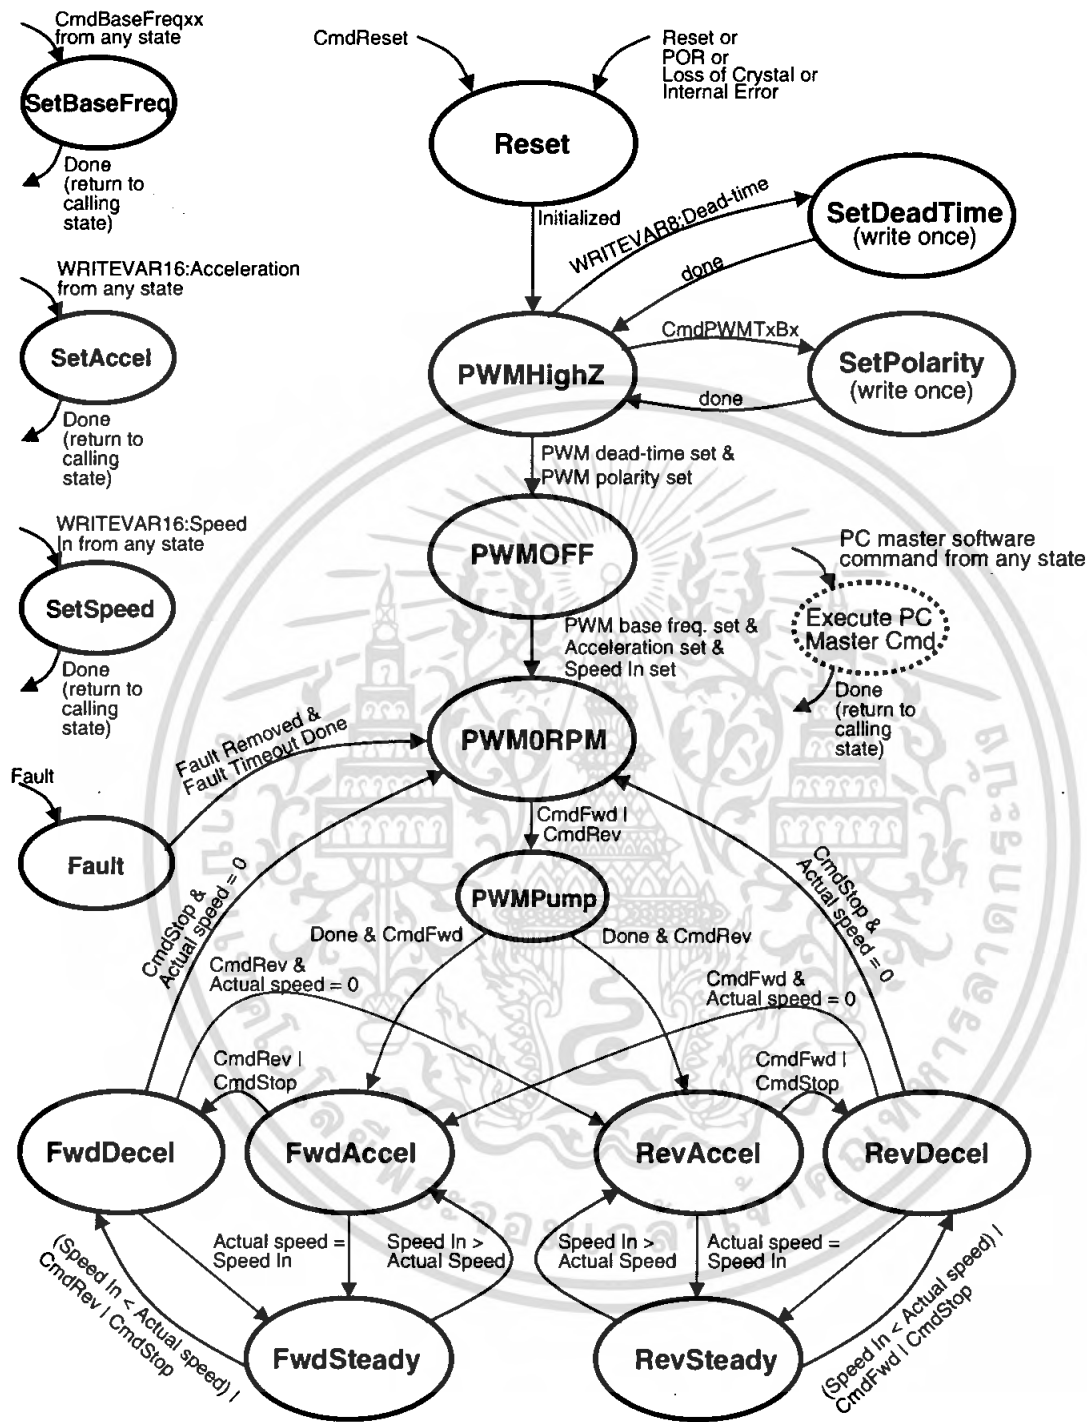 CmdBaseFreqxx
from any state
SetBaseFreq
Done
(return to
calling
state)
CmdReset
Reset or
POR or
Loss of Crystal or
Internal Error
Reset
Initialized
WRITEVAR8:Dead-time
SetDeadTime
(write once)
done
WRITEVAR16:Acceleration
from any state
SetAccel
Done
(return to
calling
state)
PWMHighZ
CmdPWMTxBx
SetPolarity
(write once)
done
PWM dead-time set &
PWM polarity set
WRITEVAR16:Speed
In from any state
SetSpeed
Done
(return to
calling
state)
PWMOFF
PWM base freq. set &
Acceleration set &
Speed In set
PC master software
command from any state
Execute PC
Master Cmd
Done
(return to
calling
state)
PWM0RPM
Fault Removed &
Fault Timeout Done
Fault
Fault
CmdFwd |
CmdRev
PWMPump
CmdStop &
Actual speed = 0
CmdStop &
Actual speed = 0
Done & CmdFwd
Done & CmdRev
CmdRev &
Actual speed = 0
CmdFwd &
Actual speed = 0
CmdRev |
CmdStop
CmdFwd |
CmdStop
FwdDecel
FwdAccel
RevAccel
RevDecel
(Speed In < Actual speed) |
CmdRev | CmdStop
Actual speed =
Speed In
Speed In >
Actual Speed
Speed In >
Actual Speed
Actual speed =
Speed In
(Speed In < Actual speed) |
CmdFwd | CmdStop
FwdSteady
RevSteady